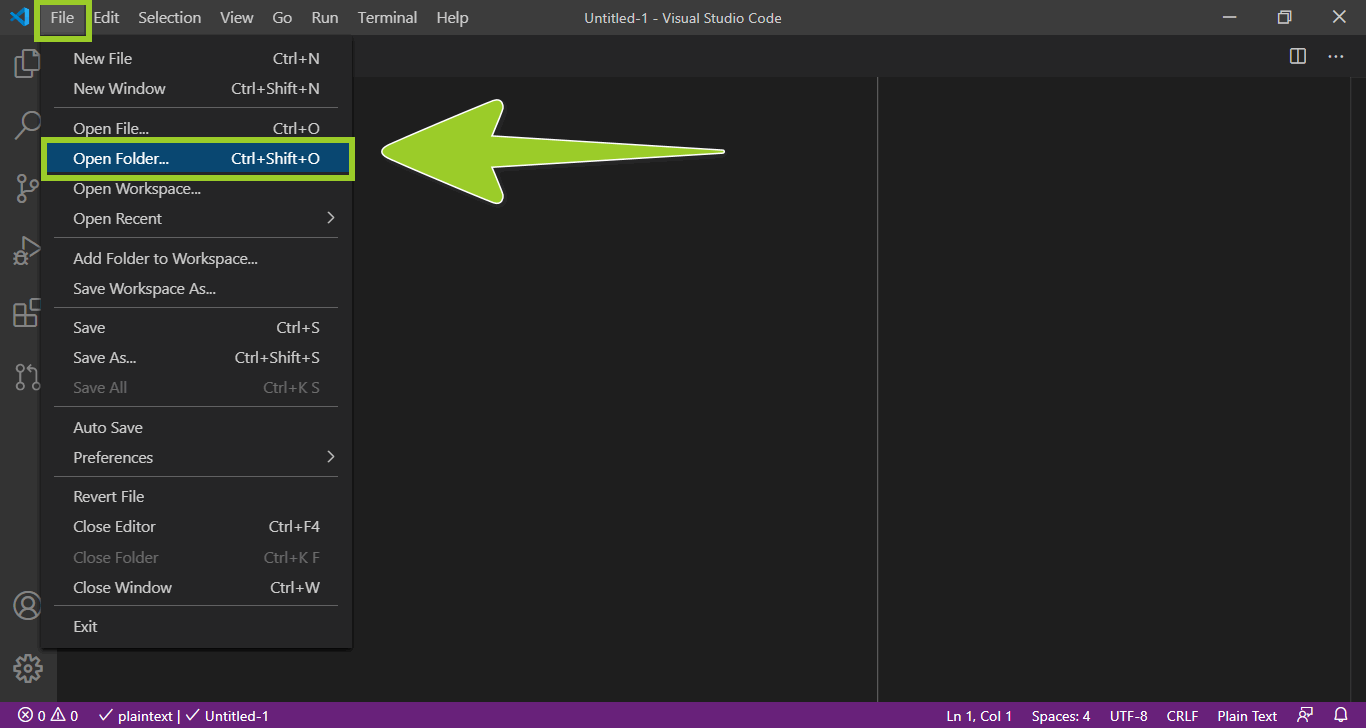 File Edit Selection View Go Run Terminal Help Untitled-1 - Visual Studio Code
New File Ctrl+N
New Window Ctrl+Shift+N
Open File... Ctrl+O
Open Folder... Ctrl+Shift+O
Open Workspace...
Open Recent
Add Folder to Workspace...
Save Workspace As...
Save Ctrl+S
Save As... Ctrl+Shift+S
Save All Ctrl+K S
Auto Save
Preferences
Revert File
Close Editor Ctrl+F4
Close Folder Ctrl+K F
Close Window Ctrl+W
Exit
0 0 plaintext | Untitled-1 Ln 1, Col 1 Spaces: 4 UTF-8 CRLF Plain Text